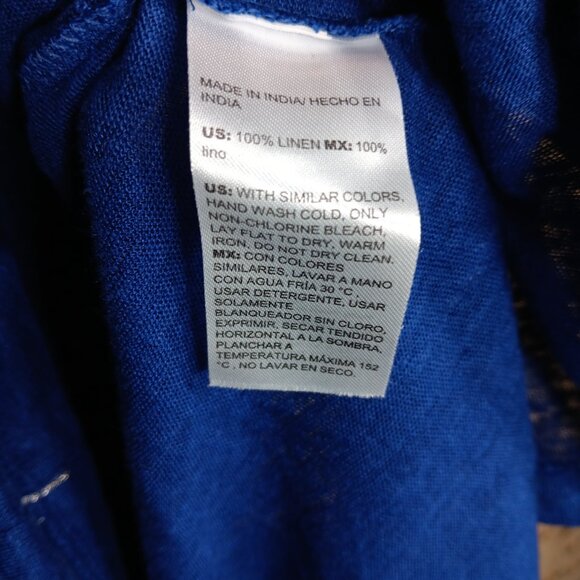 MADE IN INDIA/ HECHO EN
INDIA
US: 100% LINEN MX: 100%
lino
US: WITH SIMILAR COLORS,
HAND WASH COLD, ONLY
NON-CHLORINE BLEACH,
LAY FLAT TO DRY, WARM
IRON, DO NOT DRY CLEAN.
MX: CON COLORES
SIMILARES, LAVAR A MANO
CON AGUA FRÍA 30 °C
USAR DETERGENTE, USAR
SOLAMENTE
BLANQUEADOR SIN CLORO,
EXPRIMIR, SECAR TENDIDO
HORIZONTAL A LA SOMBRA,
PLANCHAR A
TEMPERATURA MÁXIMA 152
°C , NO LAVAR EN SECO.